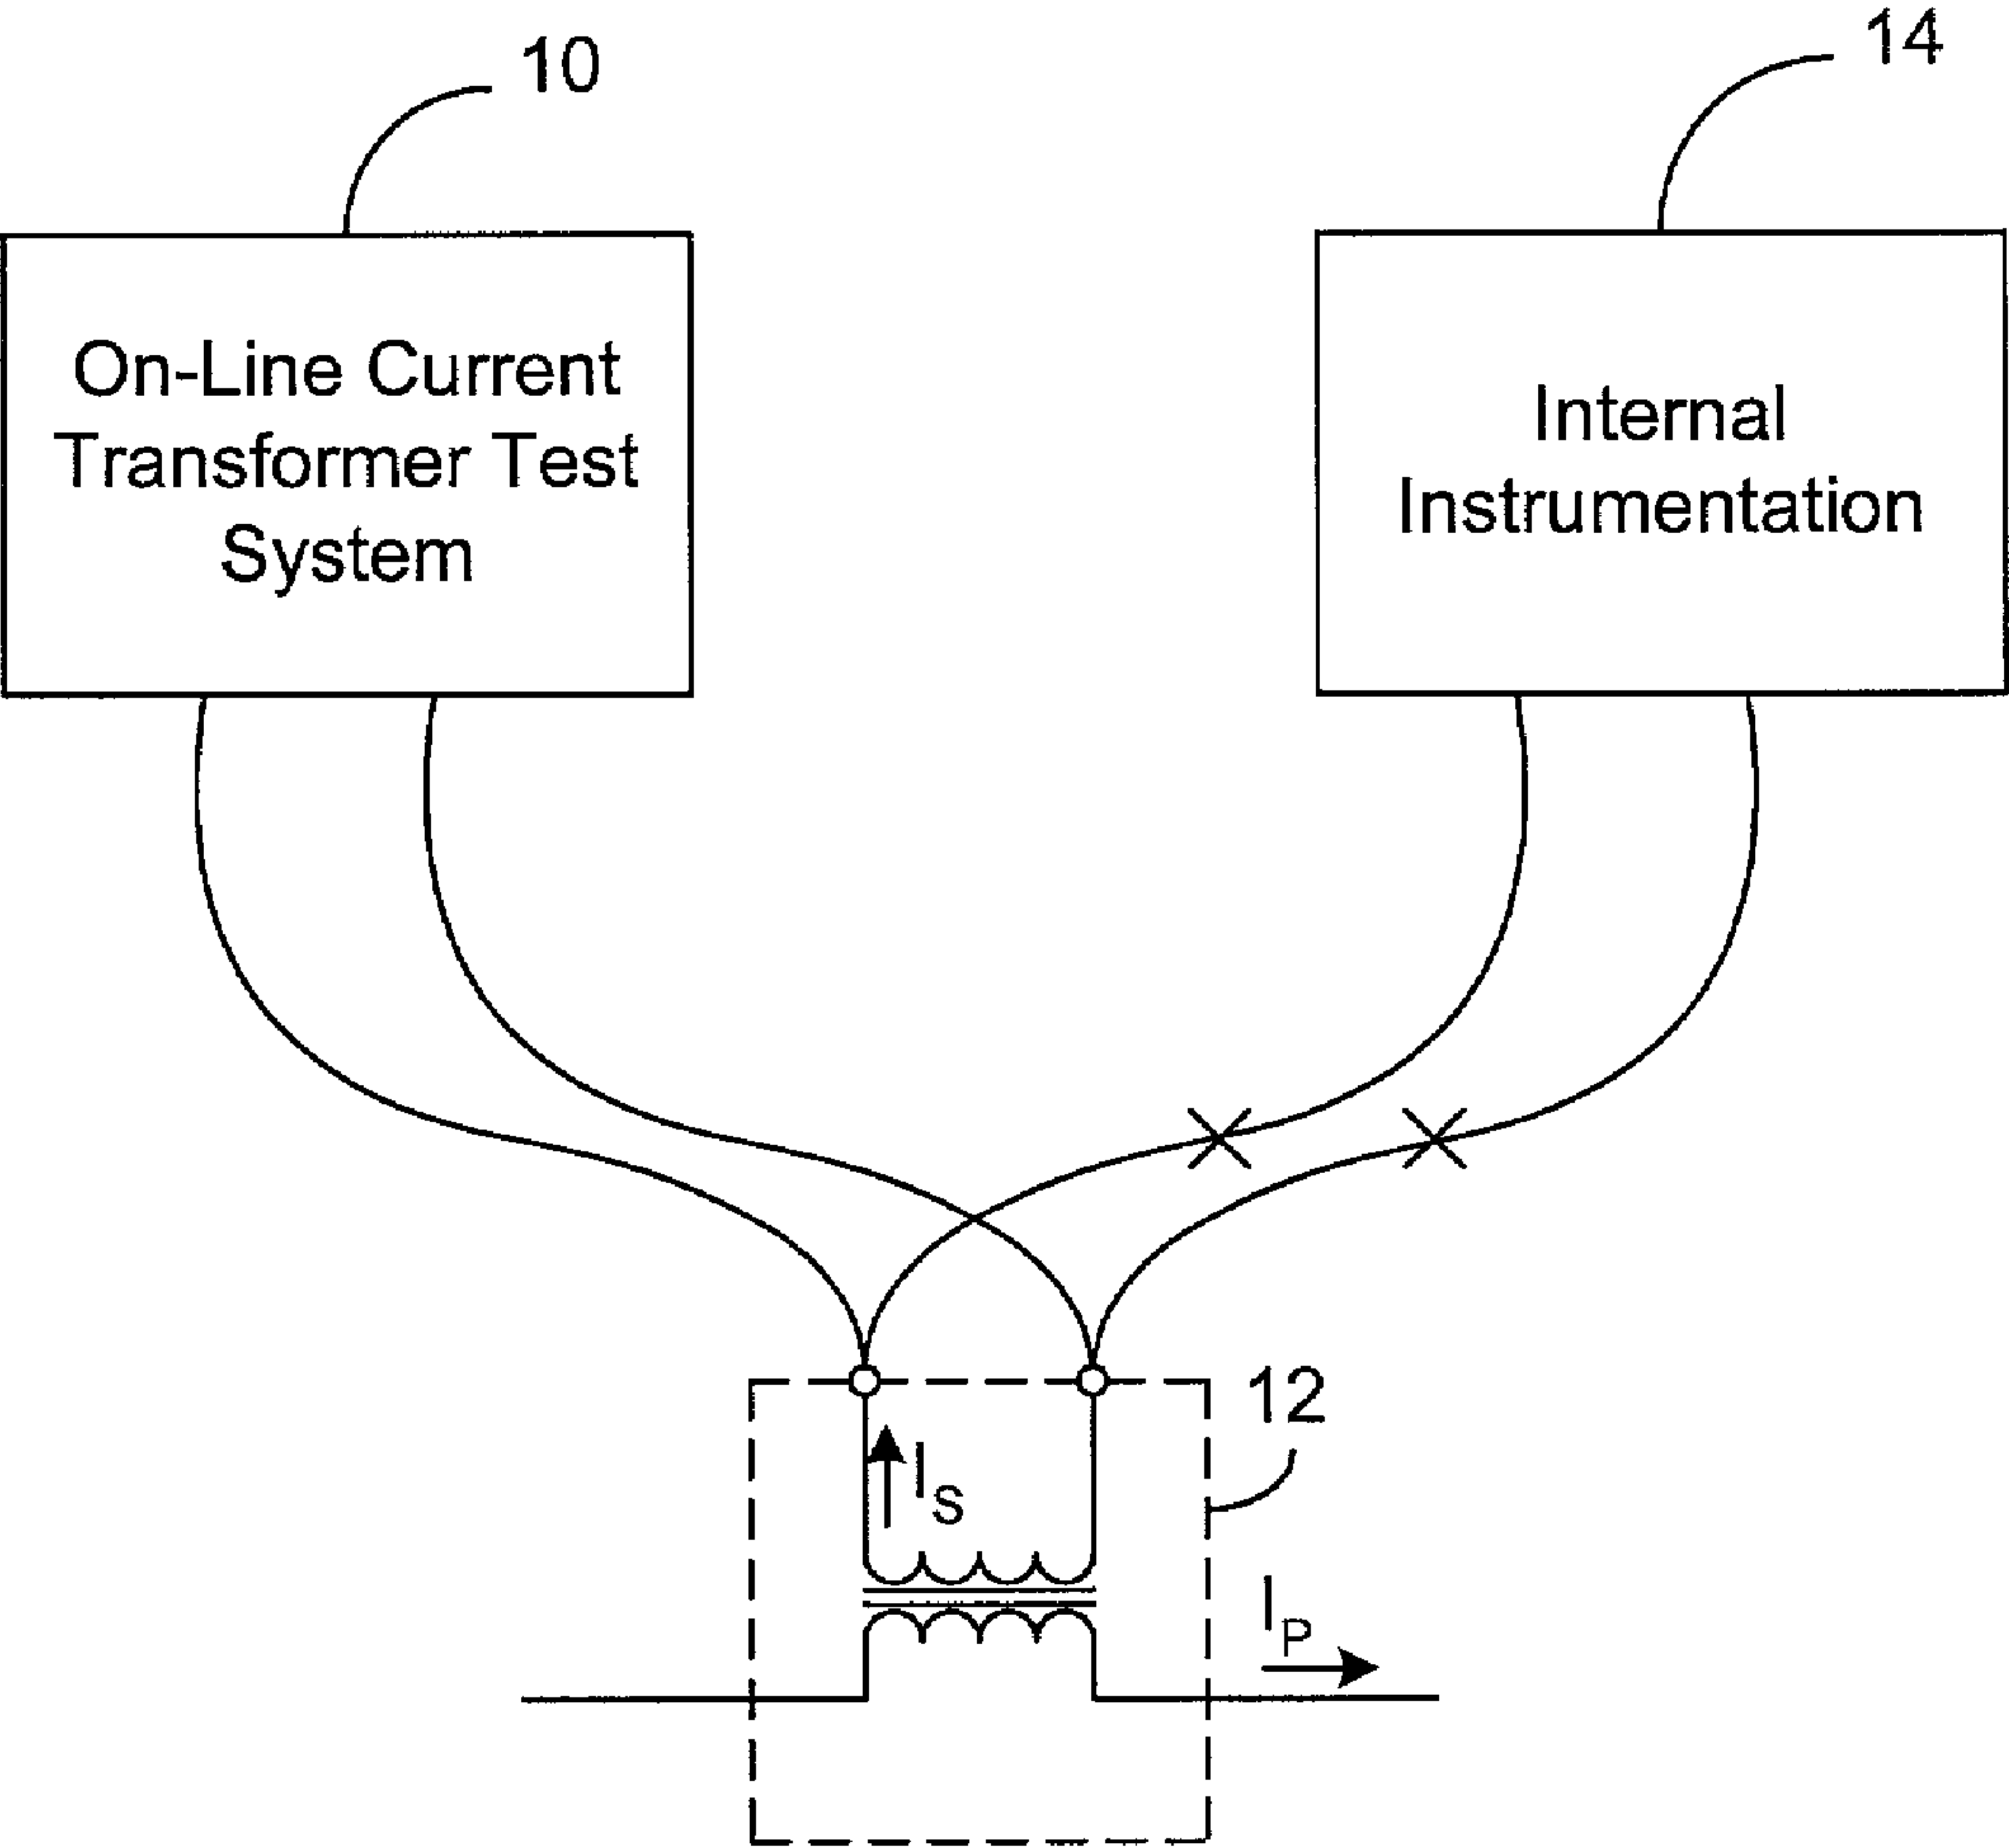 10
14
On-Line Current
Transformer Test
System
Internal
Instrumentation
12
IS
IP